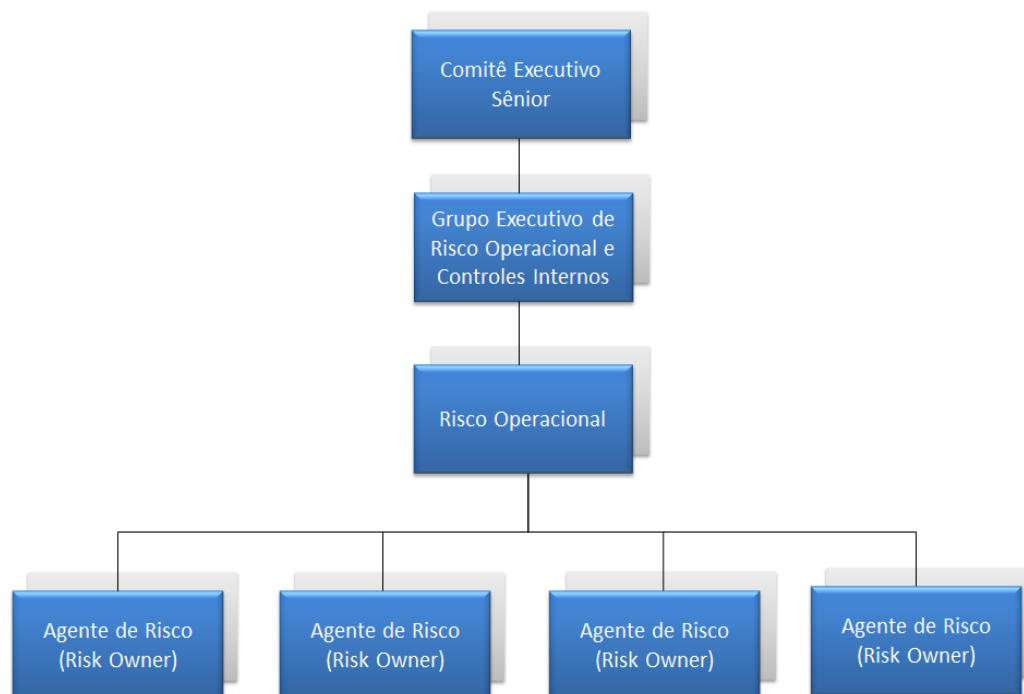 Comitê Executivo
Sênior
Grupo Executivo de
Risco Operacional e
Controles Internos
Risco Operacional
Agente de Risco
(Risk Owner)
Agente de Risco
(Risk Owner)
Agente de Risco
(Risk Owner)
Agente de Risco
(Risk Owner)